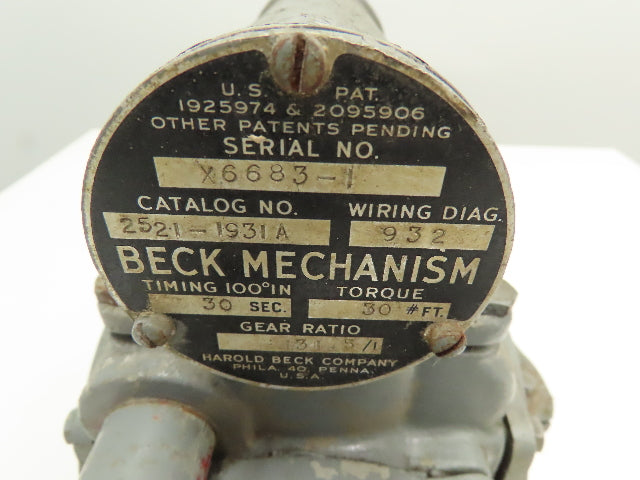 U.S. PAT.
1925974 & 2095906
OTHER PATENTS PENDING
SERIAL NO.
X6683-1
CATALOG NO. WIRING DIAG.
2521-1931A 932
BECK MECHANISM
TIMING 100° IN TORQUE
30 SEC. 30 # FT.
GEAR RATIO
HAROLD BECK COMPANY
PHILA. 40, PENNA.
U.S.A.